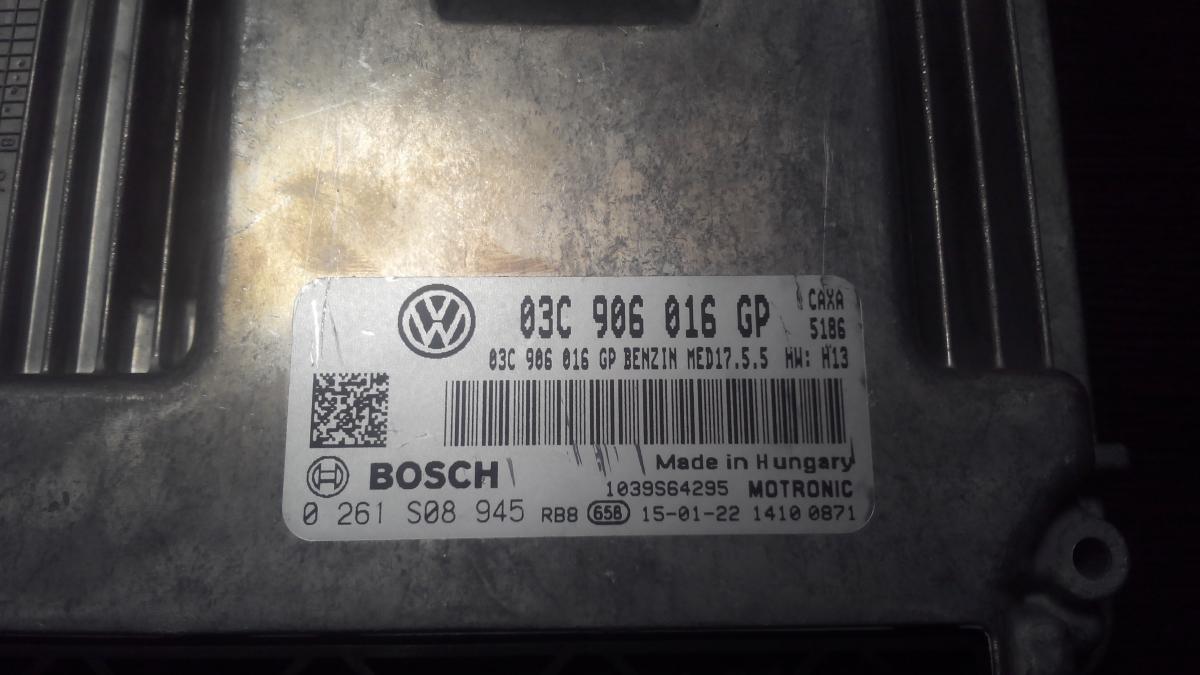 03C 906 016 GP CAXA
5186
03C 906 016 GP BENZIN MED17.5.5 HW: H13
BOSCH Made in Hungary
1039S64295 MOTRONIC
0 261 S08 945 RB8 658 15-01-22 1410 0871